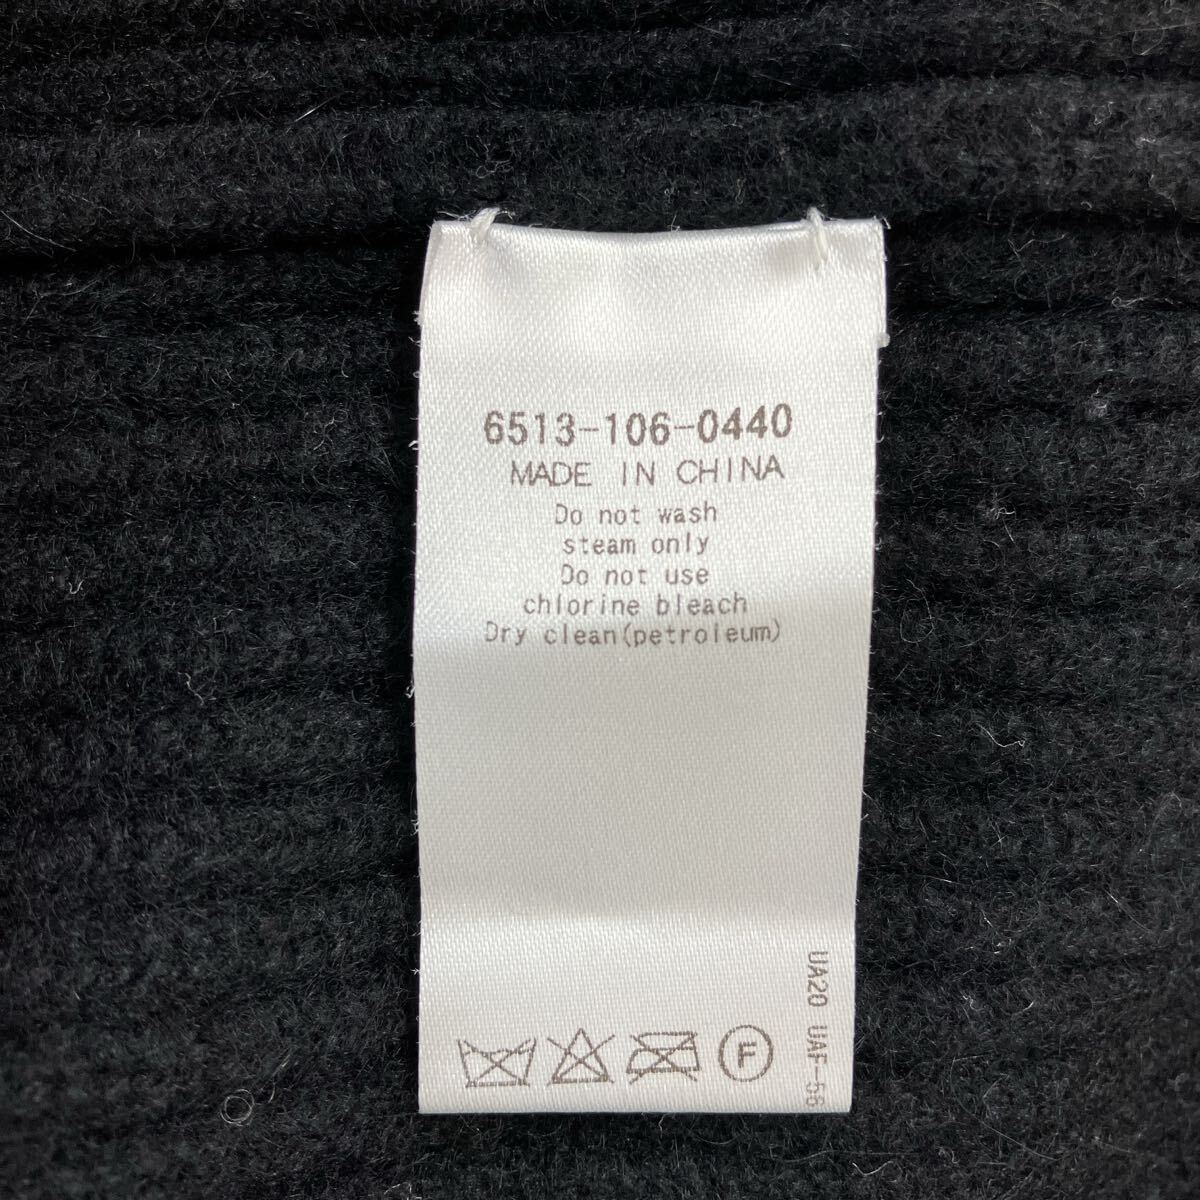 6513-106-0440
MADE IN CHINA
Do not wash
steam only
Do not use
chlorine bleach
Dry clean(petroleum)
UA20 UAF-56
F